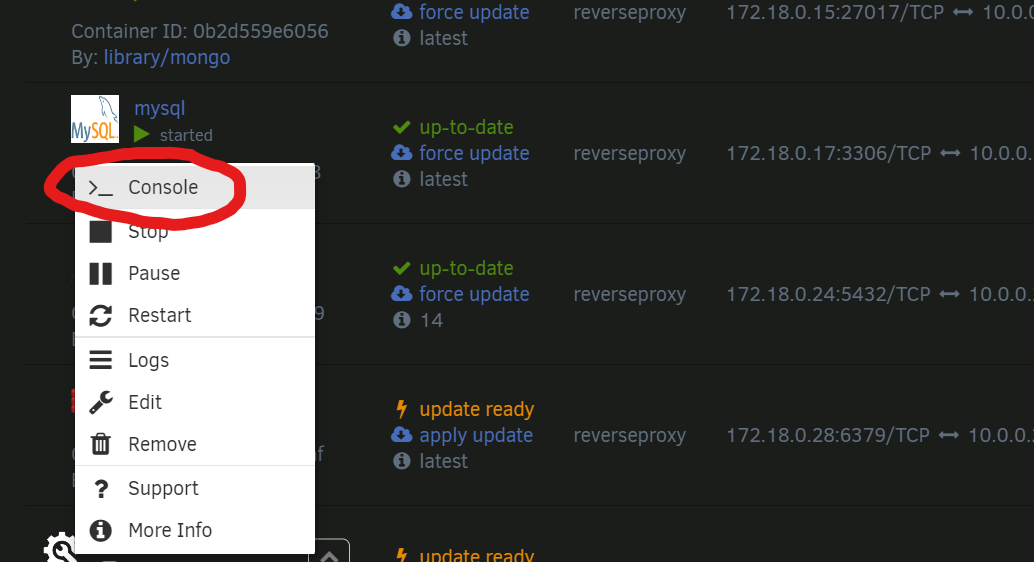 force update
reverseproxy
172.18.0.15:27017/TCP
10.0.0
Container ID: 0b2d559e6056
latest
By: library/mongo
MySQL
mysql
started
up-to-date
force update
reverseproxy
172.18.0.17:3306/TCP
10.0.0.
latest
Console
Stop
Pause
Restart
Logs
Edit
Remove
Support
More Info
up-to-date
force update
reverseproxy
172.18.0.24:5432/TCP
10.0.0.
14
update ready
apply update
reverseproxy
172.18.0.28:6379/TCP
10.0.0.
latest
update ready